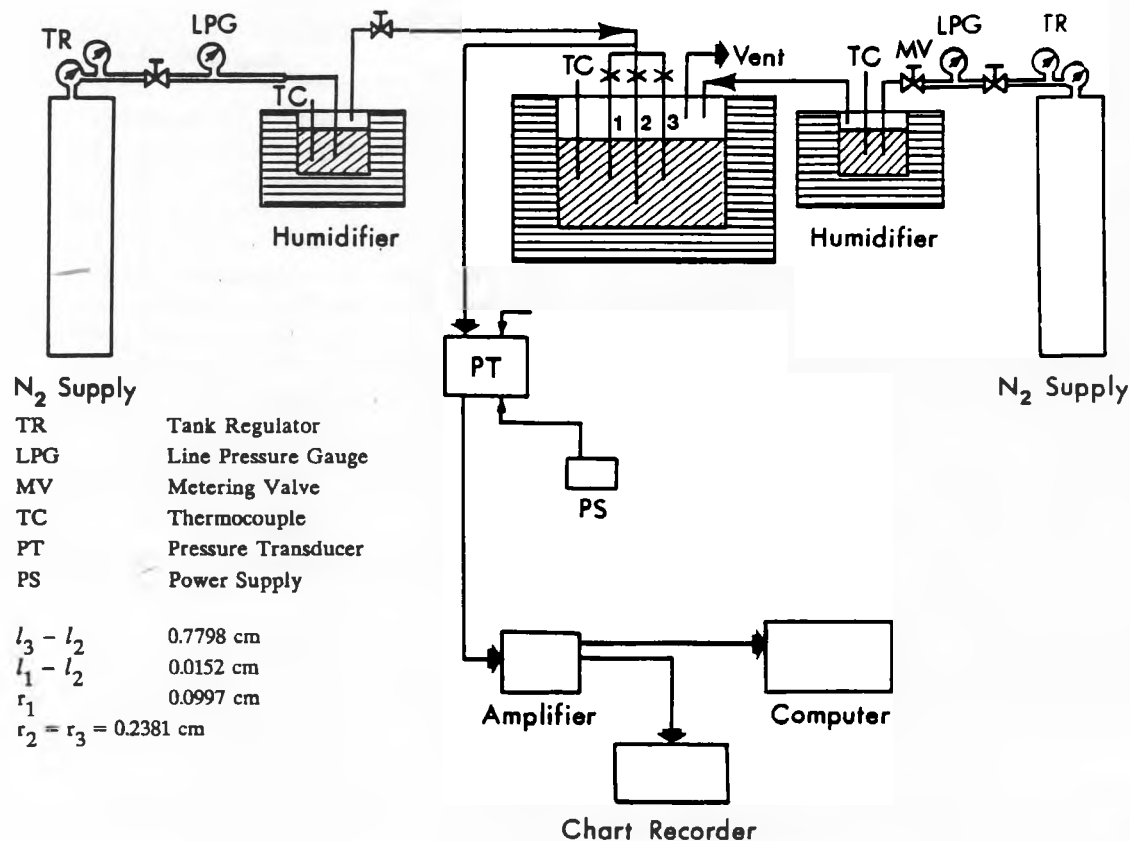 TR
LPG
TC
Humidifier
N₂ Supply
TC
1 2 3
Vent
Humidifier
TC
MV
LPG
TR
N₂ Supply
PT
PS
Amplifier
Computer
Chart Recorder
TR Tank Regulator
LPG Line Pressure Gauge
MV Metering Valve
TC Thermocouple
PT Pressure Transducer
PS Power Supply
l₃ – l₂ 0.7798 cm
l₁ – l₂ 0.0152 cm
r₁ 0.0997 cm
r₂ = r₃ = 0.2381 cm